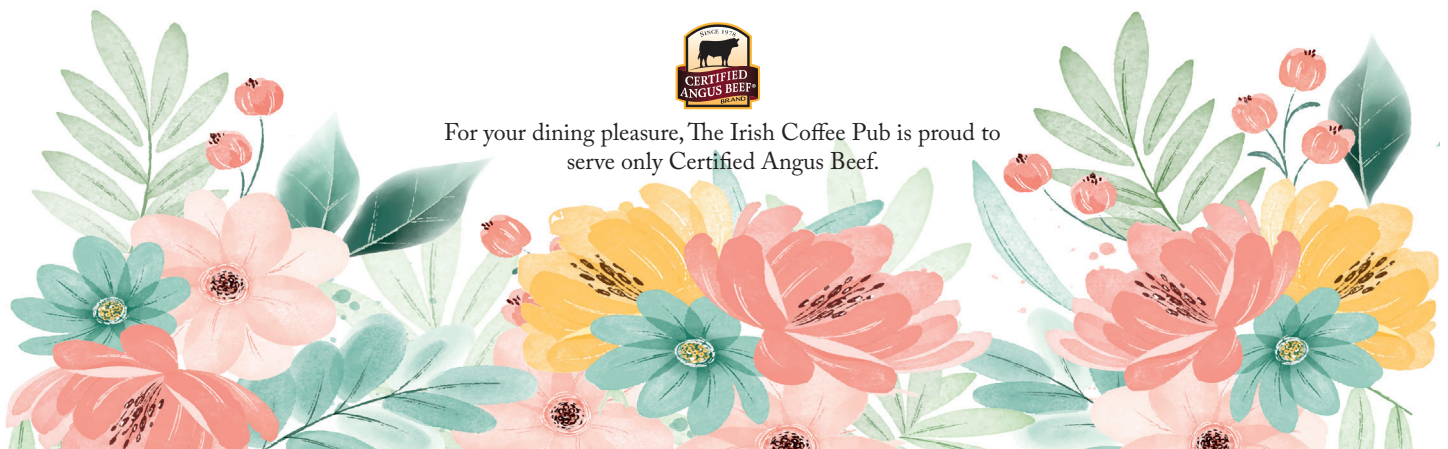 SINCE 1978
CERTIFIED
ANGUS BEEF®
BRAND
For your dining pleasure, The Irish Coffee Pub is proud to
serve only Certified Angus Beef.